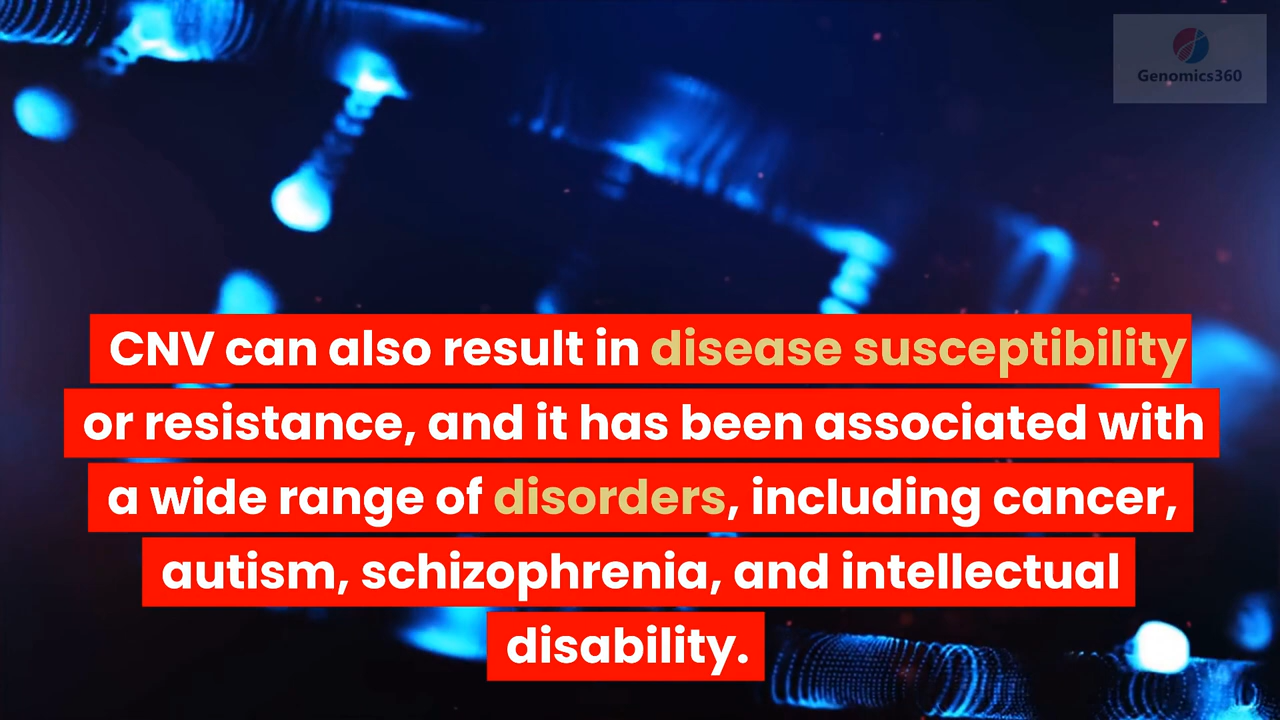 Genomics360
CNV can also result in disease susceptibility
or resistance, and it has been associated with
a wide range of disorders, including cancer,
autism, schizophrenia, and intellectual
disability.